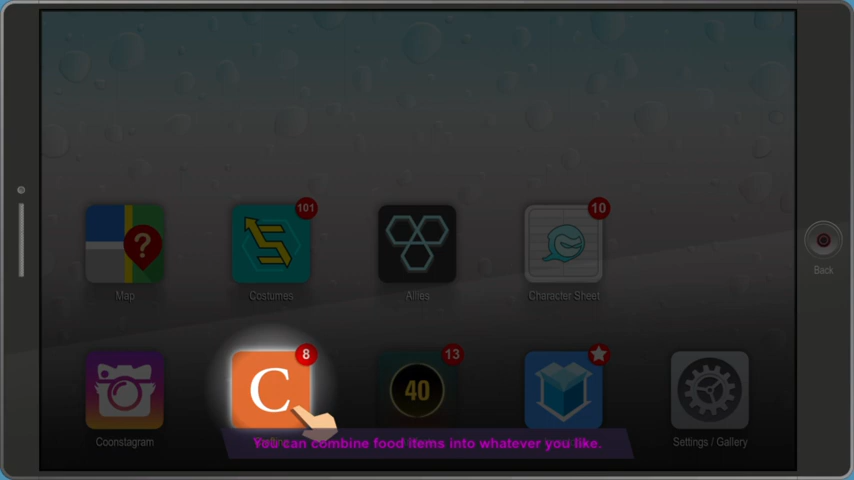 ?
101
10
Map
Costumes
Allies
Character Sheet
Back
8
13
C
40
Coonstagram
Settings / Gallery
You can combine food items into whatever you like.